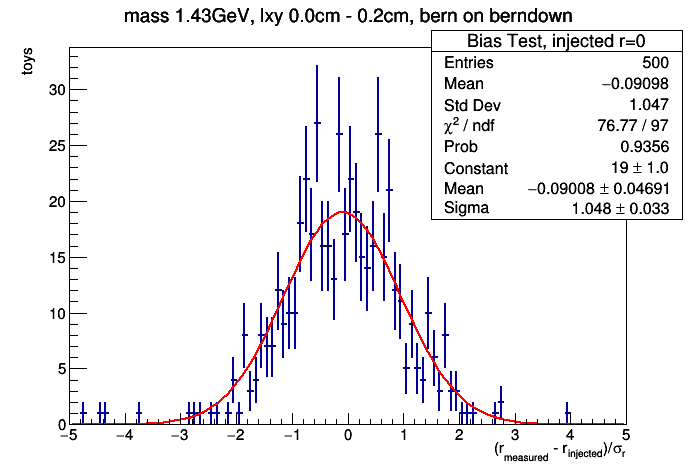 mass 1.43GeV, lxy 0.0cm - 0.2cm, bern on berndown
Bias Test, injected r=0
Entries 500
Mean −0.09098
Std Dev 1.047
χ² / ndf 76.77 / 97
Prob 0.9356
Constant 19 ± 1.0
Mean −0.09008 ± 0.04691
Sigma 1.048 ± 0.033
toys
30
25
20
15
10
5
0
−5 −4 −3 −2 −1 0 1 2 3 4 5
(r_measured - r_injected)/σ_r